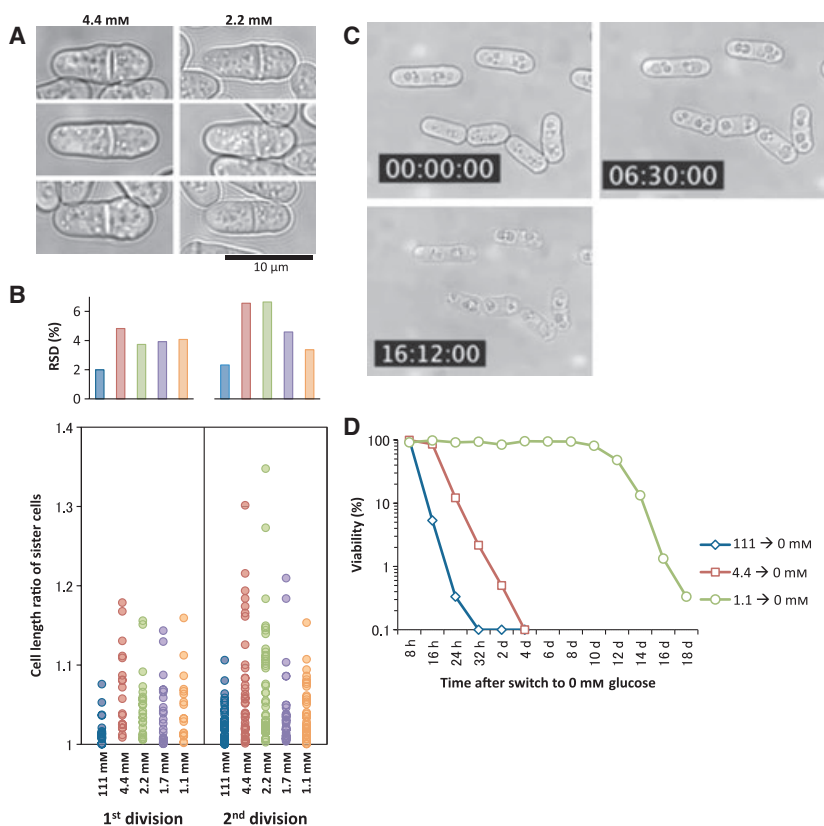 A
4.4 mM
2.2 mM
10 μm
B
RSD (%)
6
4
2
0
Cell length ratio of sister cells
1.4
1.3
1.2
1.1
1
111 mM
4.4 mM
2.2 mM
1.7 mM
1.1 mM
111 mM
4.4 mM
2.2 mM
1.7 mM
1.1 mM
1st division
2nd division
C
00:00:00
06:30:00
16:12:00
D
Viability (%)
100
10
1
0.1
8 h
16 h
24 h
32 h
2 d
4 d
6 d
8 d
10 d
12 d
14 d
16 d
18 d
Time after switch to 0 mM glucose
111 → 0 mM
4.4 → 0 mM
1.1 → 0 mM